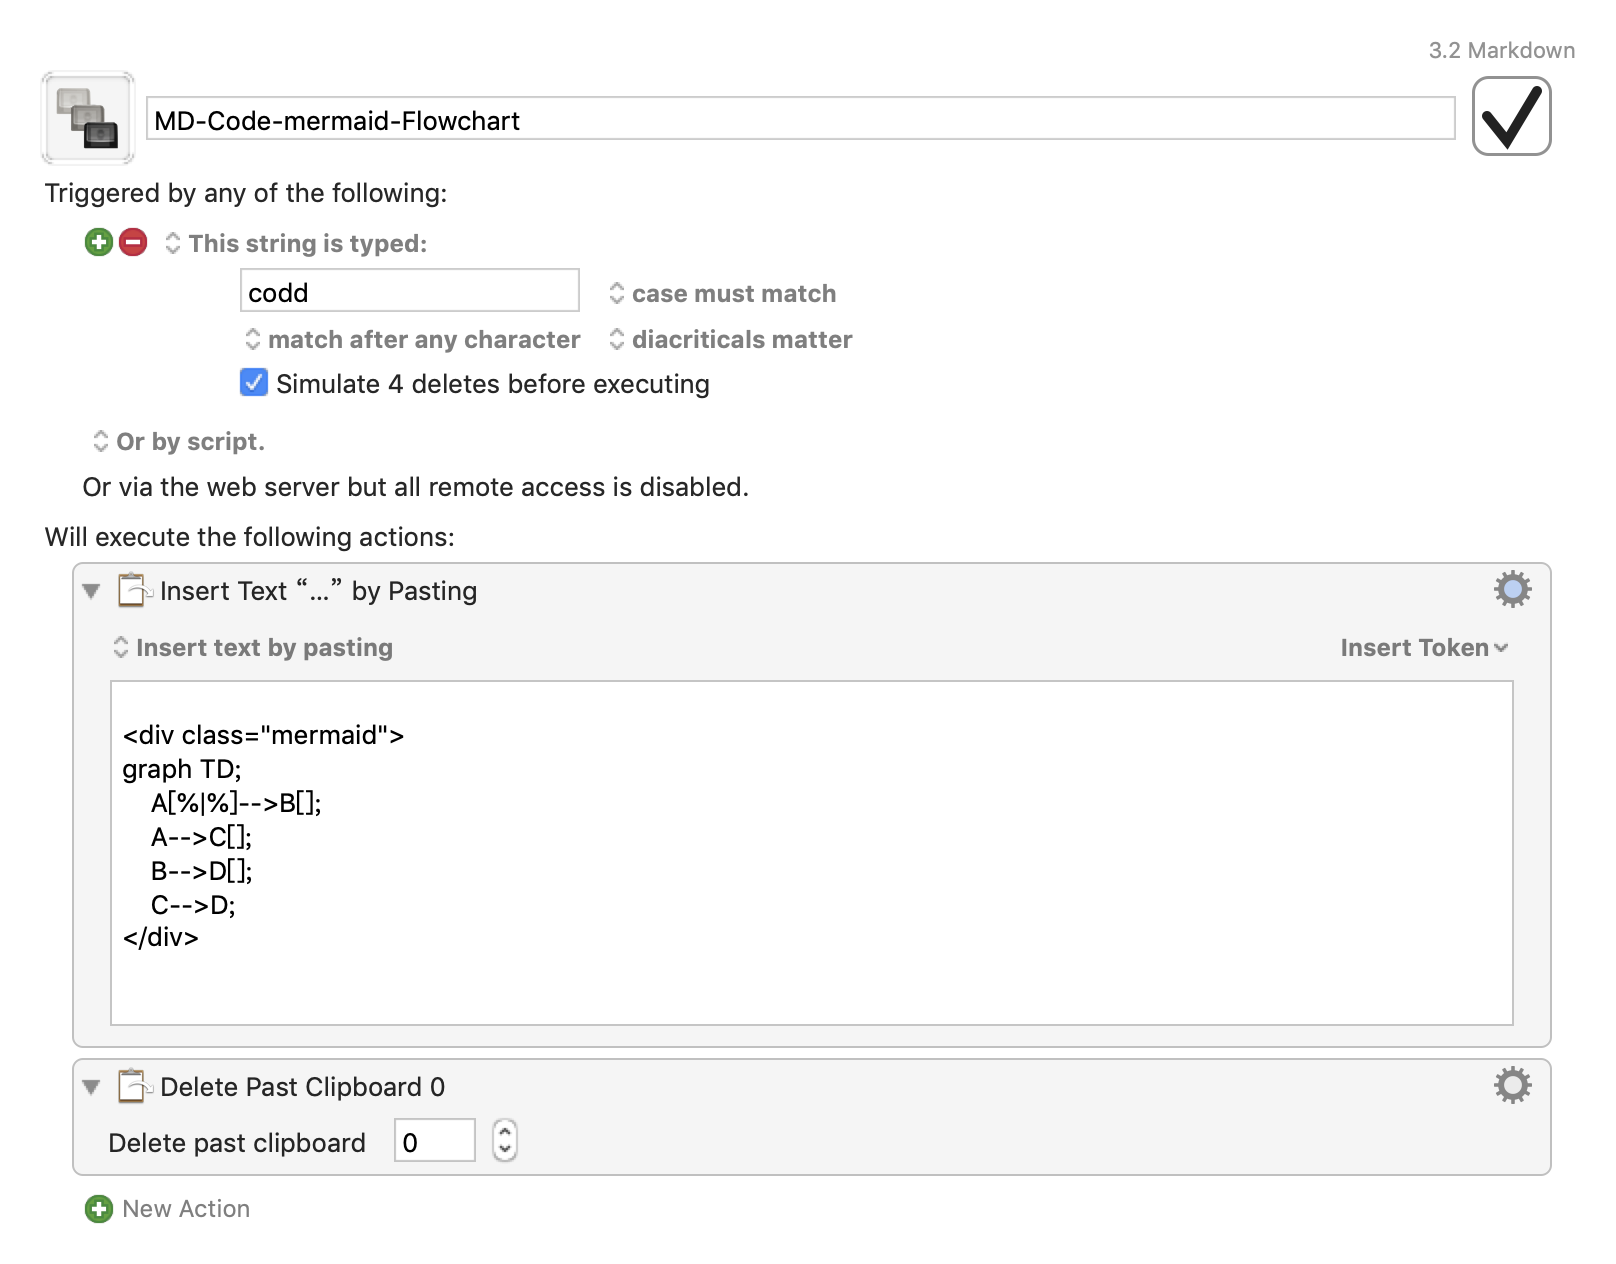 3.2 Markdown
MD-Code-mermaid-Flowchart
Triggered by any of the following:
This string is typed:
codd
case must match
match after any character
diacriticals matter
Simulate 4 deletes before executing
Or by script.
Or via the web server but all remote access is disabled.
Will execute the following actions:
Insert Text “...” by Pasting
Insert text by pasting
Insert Token
<div class="mermaid">
graph TD;
    A[%|%]-->B[];
    A-->C[];
    B-->D[];
    C-->D;
</div>
Delete Past Clipboard 0
Delete past clipboard
0
New Action